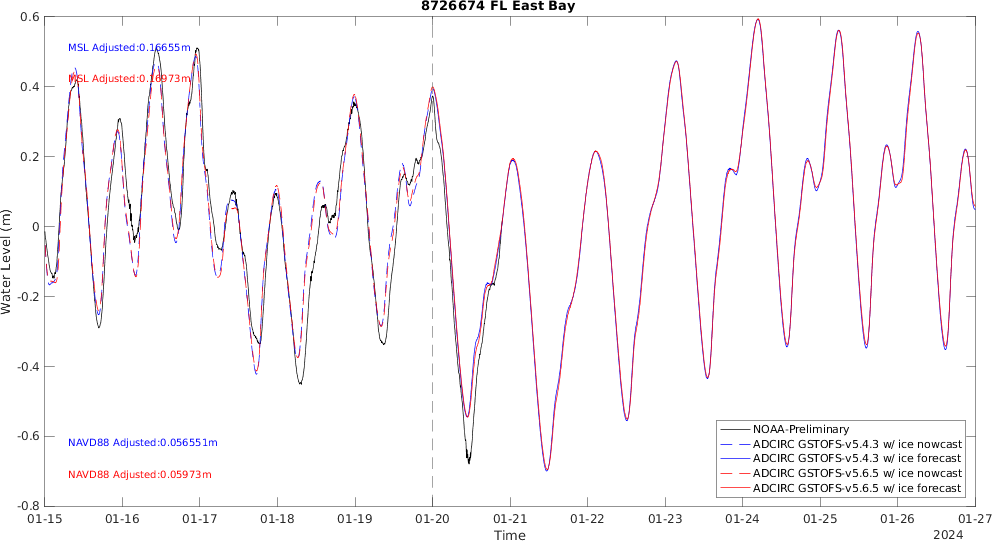 8726674 FL East Bay
MSL Adjusted:0.16655m
MSL Adjusted:0.16973m
NAVD88 Adjusted:0.056551m
NAVD88 Adjusted:0.05973m
Water Level (m)
0.6
0.4
0.2
0
-0.2
-0.4
-0.6
-0.8
NOAA-Preliminary
ADCIRC GSTOFS-v5.4.3 w/ ice nowcast
ADCIRC GSTOFS-v5.4.3 w/ ice forecast
ADCIRC GSTOFS-v5.6.5 w/ ice nowcast
ADCIRC GSTOFS-v5.6.5 w/ ice forecast
01-15 01-16 01-17 01-18 01-19 01-20 01-21 01-22 01-23 01-24 01-25 01-26 01-27
Time
2024